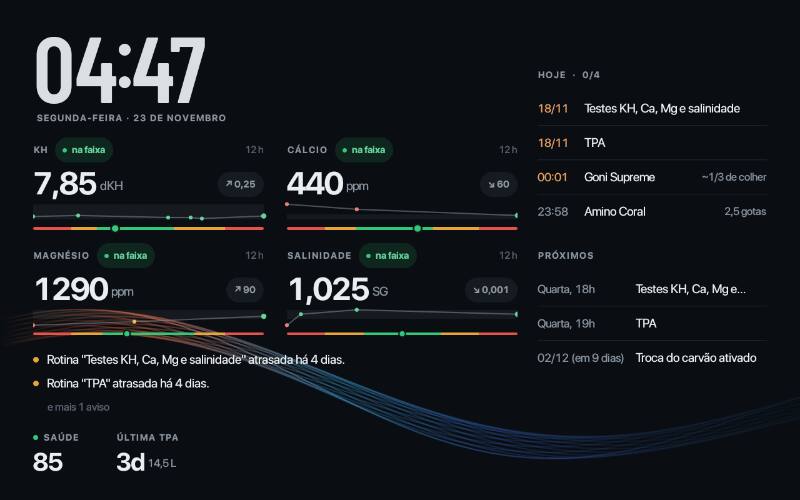 04:47
SEGUNDA-FEIRA · 23 DE NOVEMBRO
KH • na faixa 12 h
7,85 dKH ↗ 0,25
CÁLCIO • na faixa 12 h
440 ppm ↘ 60
MAGNÉSIO • na faixa
1290 ppm ↗ 90
SALINIDADE • na faixa
1,025 SG ↘ 0,001
Rotina "Testes KH, Ca, Mg e salinidade" atrasada há 4 dias.
Rotina "TPA" atrasada há 4 dias.
e mais 1 aviso
SAÚDE
85
ÚLTIMA TPA
3d 14,5 L
HOJE · 0/4
18/11 Testes KH, Ca, Mg e salinidade
18/11 TPA
00:01 Goni Supreme ~1/3 de colher
23:58 Amino Coral 2,5 gotas
PRÓXIMOS
Quarta, 18h Testes KH, Ca, Mg e...
Quarta, 19h TPA
02/12 (em 9 dias) Troca do carvão ativado